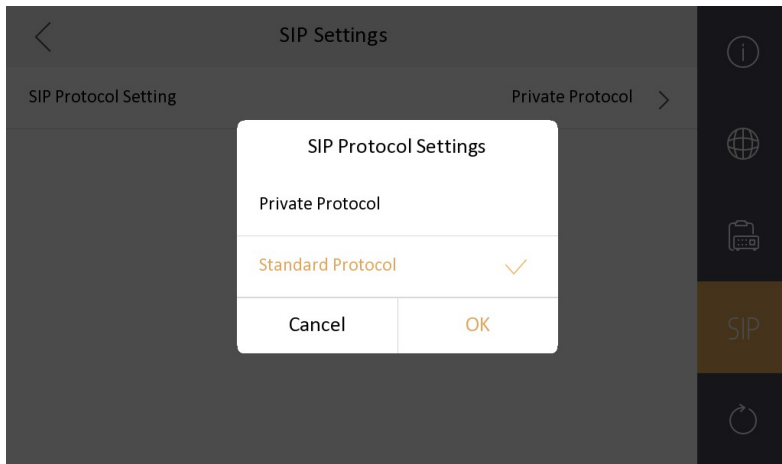 SIP Settings
SIP Protocol Setting Private Protocol
SIP Protocol Settings
Private Protocol
Standard Protocol
Cancel OK
SIP